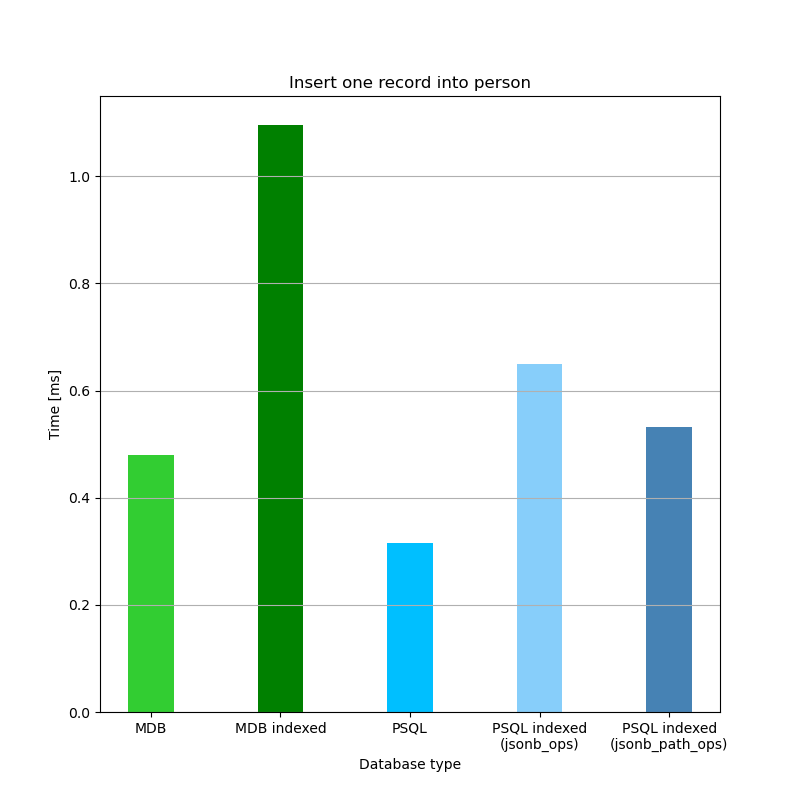 Insert one record into person
Time [ms]
1.0
0.8
0.6
0.4
0.2
0.0
MDB
MDB indexed
PSQL
PSQL indexed
(jsonb_ops)
PSQL indexed
(jsonb_path_ops)
Database type